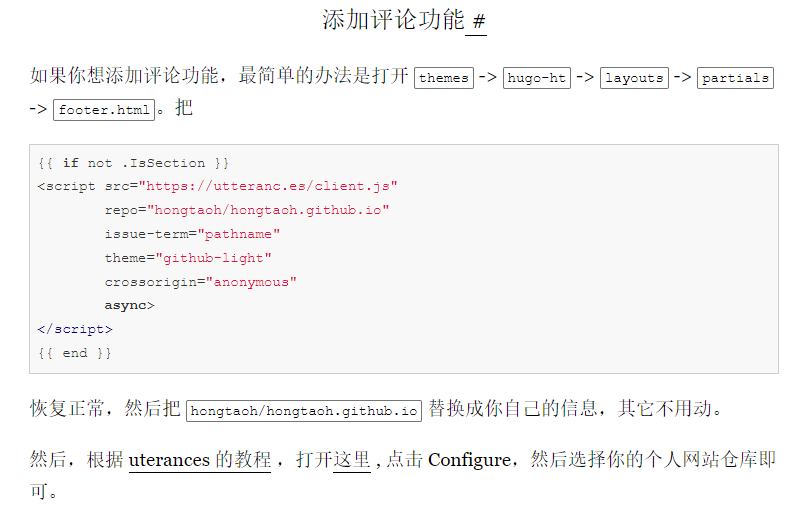 添加评论功能 #
如果你想添加评论功能，最简单的办法是打开 themes -> hugo-ht -> layouts -> partials
-> footer.html。把
{{ if not .IsSection }}
<script src="https://utteranc.es/client.js"
        repo="hongtaoh/hongtaoh.github.io"
        issue-term="pathname"
        theme="github-light"
        crossorigin="anonymous"
        async>
</script>
{{ end }}
恢复正常，然后把 hongtaoh/hongtaoh.github.io 替换成你自己的信息，其它不用动。
然后，根据 uterances 的教程 ，打开这里 , 点击 Configure，然后选择你的个人网站仓库即
可。